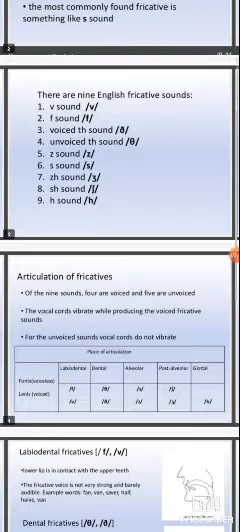 • the most commonly found fricative is
something like s sound
There are nine English fricative sounds:
1. v sound /v/
2. f sound /f/
3. voiced th sound /ð/
4. unvoiced th sound /θ/
5. z sound /z/
6. s sound /s/
7. zh sound /ʒ/
8. sh sound /ʃ/
9. h sound /h/
Articulation of fricatives
• Of the nine sounds, four are voiced and five are unvoiced
• The vocal cords vibrate while producing the voiced fricative
sounds
• For the unvoiced sounds vocal cords do not vibrate
Place of articulation
Labiodental Dental Alveolar Post-alveolar Glottal
Fortis(voiceless)
Lenis (voiced)
/f/ /θ/ /s/ /ʃ/
/v/ /ð/ /z/ /ʒ/ /h/
Labiodental fricatives [/ f/, /v/]
•lower lip is in contact with the upper teeth
•The fricative voice is not very strong and barely
audible. Example words: fan, van, saver, half,
halve, van
Dental fricatives [/θ/, /ð/]